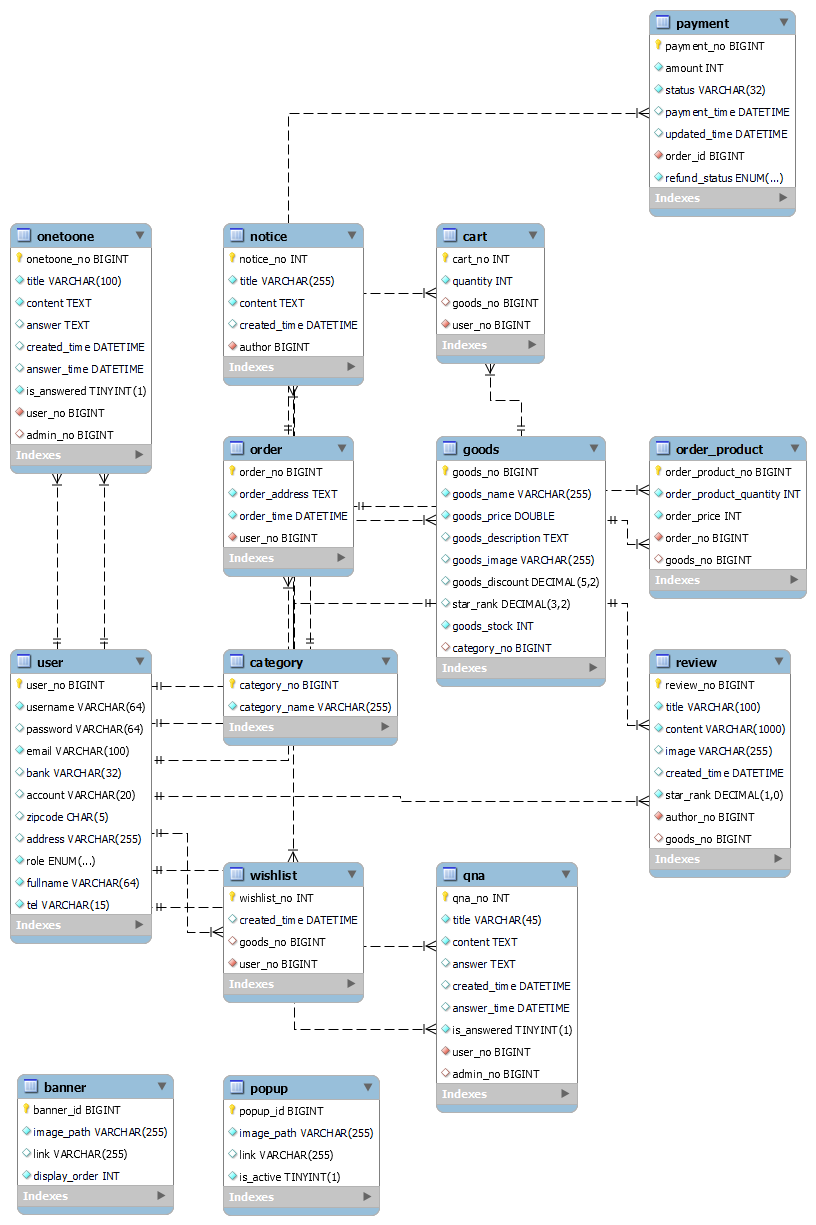 payment
payment_no BIGINT
amount INT
status VARCHAR(32)
payment_time DATETIME
updated_time DATETIME
order_id BIGINT
refund_status ENUM(...)
Indexes
onetoone
onetoone_no BIGINT
title VARCHAR(100)
content TEXT
answer TEXT
created_time DATETIME
answer_time DATETIME
is_answered TINYINT(1)
user_no BIGINT
admin_no BIGINT
Indexes
notice
notice_no INT
title VARCHAR(255)
content TEXT
created_time DATETIME
author BIGINT
Indexes
cart
cart_no INT
quantity INT
goods_no BIGINT
user_no BIGINT
Indexes
order
order_no BIGINT
order_address TEXT
order_time DATETIME
user_no BIGINT
Indexes
goods
goods_no BIGINT
goods_name VARCHAR(255)
goods_price DOUBLE
goods_description TEXT
goods_image VARCHAR(255)
goods_discount DECIMAL(5,2)
star_rank DECIMAL(3,2)
goods_stock INT
category_no BIGINT
Indexes
order_product
order_product_no BIGINT
order_product_quantity INT
order_price INT
order_no BIGINT
goods_no BIGINT
Indexes
user
user_no BIGINT
username VARCHAR(64)
password VARCHAR(64)
email VARCHAR(100)
bank VARCHAR(32)
account VARCHAR(20)
zipcode CHAR(5)
address VARCHAR(255)
role ENUM(...)
fullname VARCHAR(64)
tel VARCHAR(15)
Indexes
category
category_no BIGINT
category_name VARCHAR(255)
Indexes
review
review_no BIGINT
title VARCHAR(100)
content VARCHAR(1000)
image VARCHAR(255)
created_time DATETIME
star_rank DECIMAL(1,0)
author_no BIGINT
goods_no BIGINT
Indexes
wishlist
wishlist_no INT
created_time DATETIME
goods_no BIGINT
user_no BIGINT
Indexes
qna
qna_no INT
title VARCHAR(45)
content TEXT
answer TEXT
created_time DATETIME
answer_time DATETIME
is_answered TINYINT(1)
user_no BIGINT
admin_no BIGINT
Indexes
banner
banner_id BIGINT
image_path VARCHAR(255)
link VARCHAR(255)
display_order INT
Indexes
popup
popup_id BIGINT
image_path VARCHAR(255)
link VARCHAR(255)
is_active TINYINT(1)
Indexes